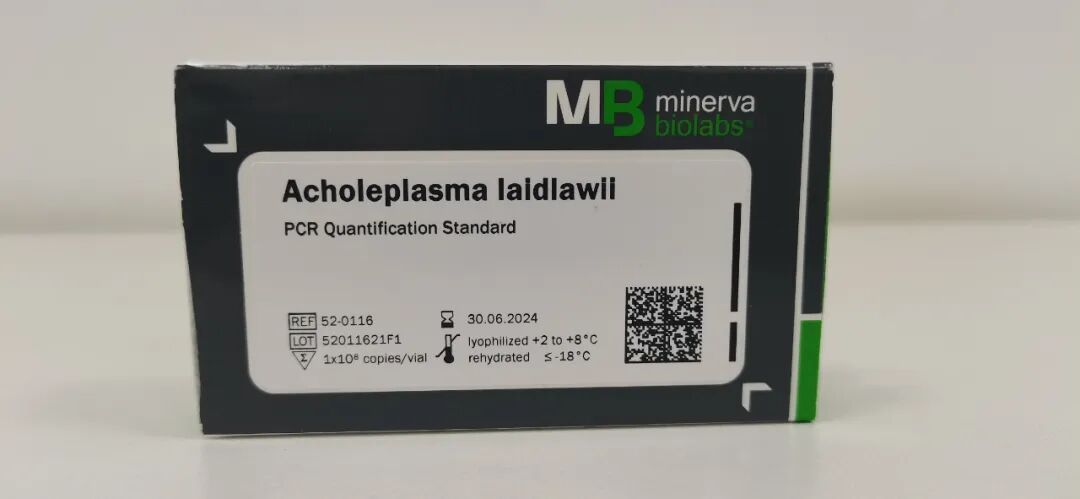 MB minerva
biolabs®
Acholeplasma laidlawii
PCR Quantification Standard
REF 52-0116
LOT 52011621F1
Σ 1x10⁶ copies/vial
30.06.2024
lyophilized +2 to +8°C
rehydrated ≤ -18°C